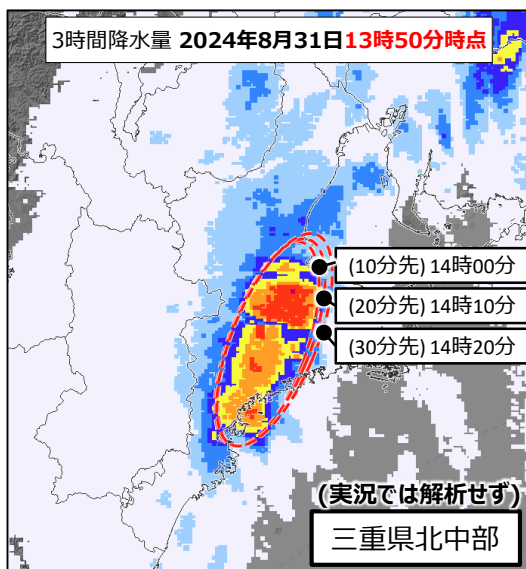 3時間降水量 2024年8月31日13時50分時点
(10分先) 14時00分
(20分先) 14時10分
(30分先) 14時20分
(実況では解析せず)
三重県北中部